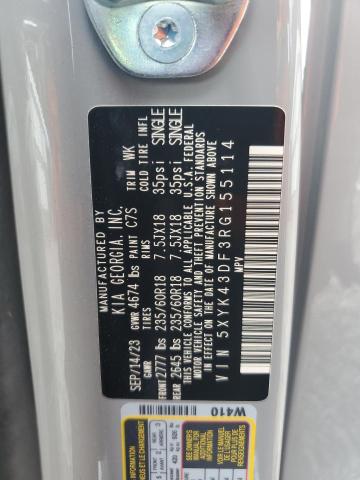 MANUFACTURED BY
KIA GEORGIA, INC.
SEP/14/23 GVWR 4674 lbs PAINT C7S TRIM WK
GAWR TIRES RIMS COLD TIRE INFL
FRONT 2777 lbs 235/60R18 7.5JX18 35psi SINGLE
REAR 2645 lbs 235/60R18 7.5JX18 35psi SINGLE
THIS VEHICLE CONFORMS TO ALL APPLICABLE U.S.A. FEDERAL
MOTOR VEHICLE SAFETY AND THEFT PREVENTION STANDARDS IN
EFFECT ON THE DATE OF MANUFACTURE SHOWN ABOVE.
VIN 5XYK43DF3RG155114
MPV
W410